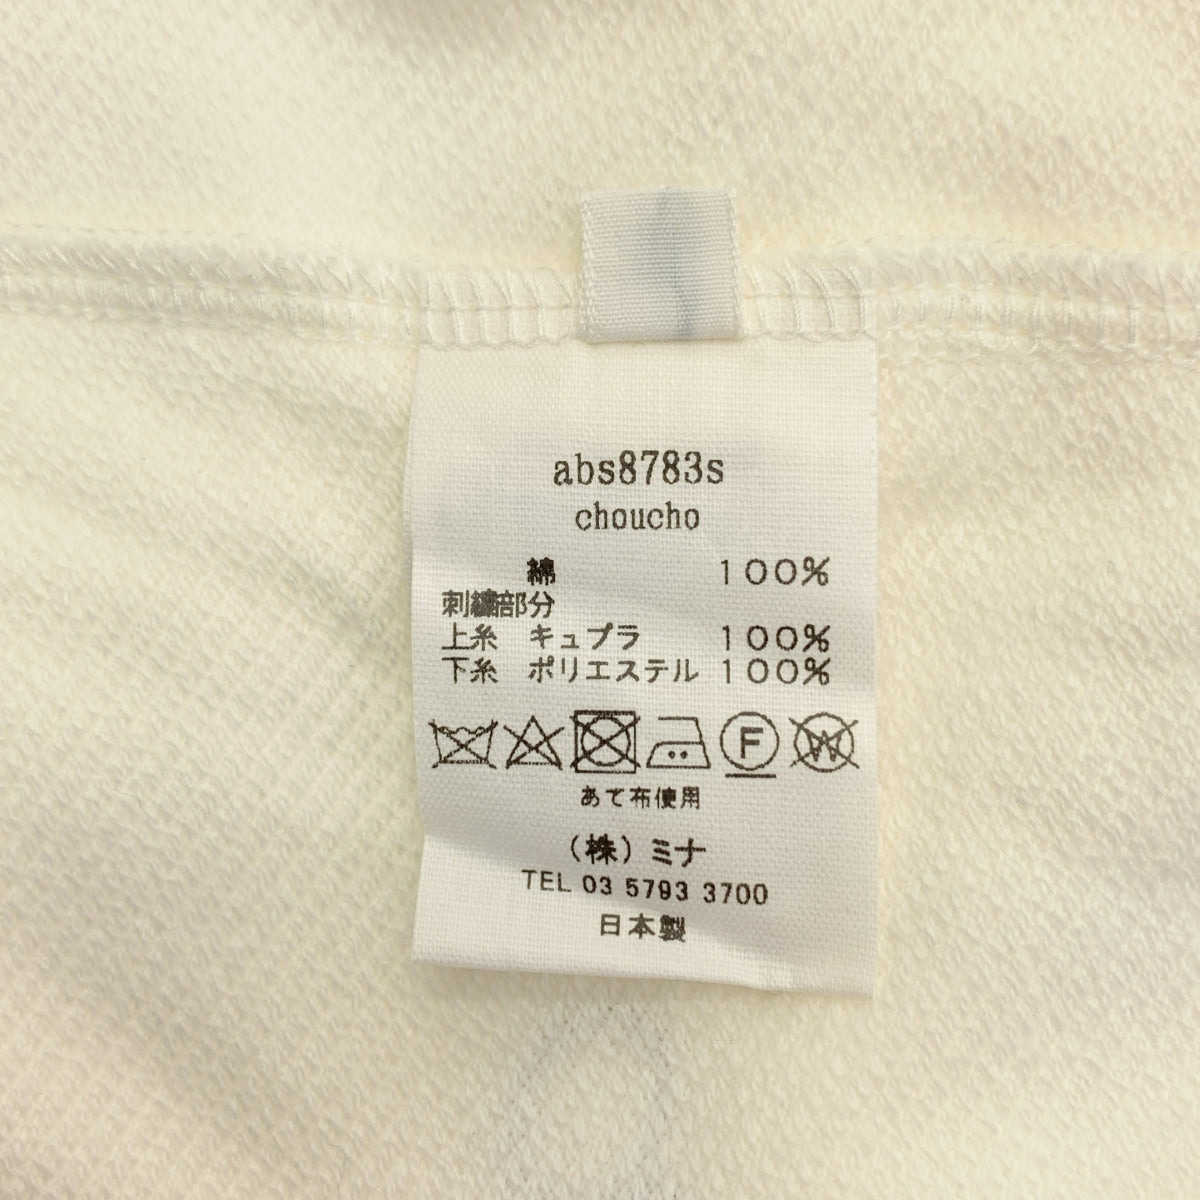 abs8783s
choucho
綿 100%
刺繍部分
上糸 キュプラ 100%
下糸 ポリエステル 100%
F W
あて布使用
(株)ミナ
TEL 03 5793 3700
日本製